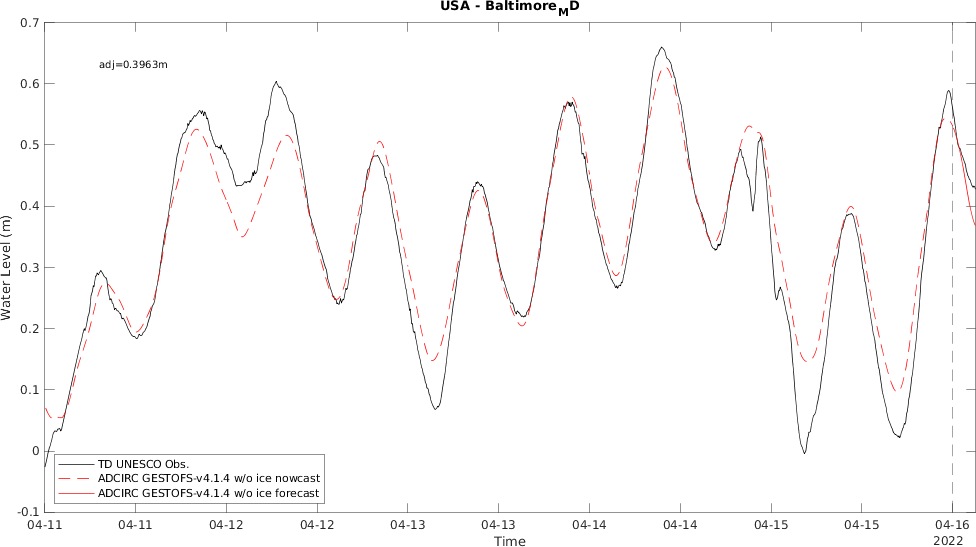 USA - Baltimore_MD
0.7
adj=0.3963m
0.6
0.5
0.4
0.3
0.2
0.1
0
-0.1
Water Level (m)
TD UNESCO Obs.
ADCIRC GESTOFS-v4.1.4 w/o ice nowcast
ADCIRC GESTOFS-v4.1.4 w/o ice forecast
04-11 04-11 04-12 04-12 04-13 04-13 04-14 04-14 04-15 04-15 04-16
Time
2022